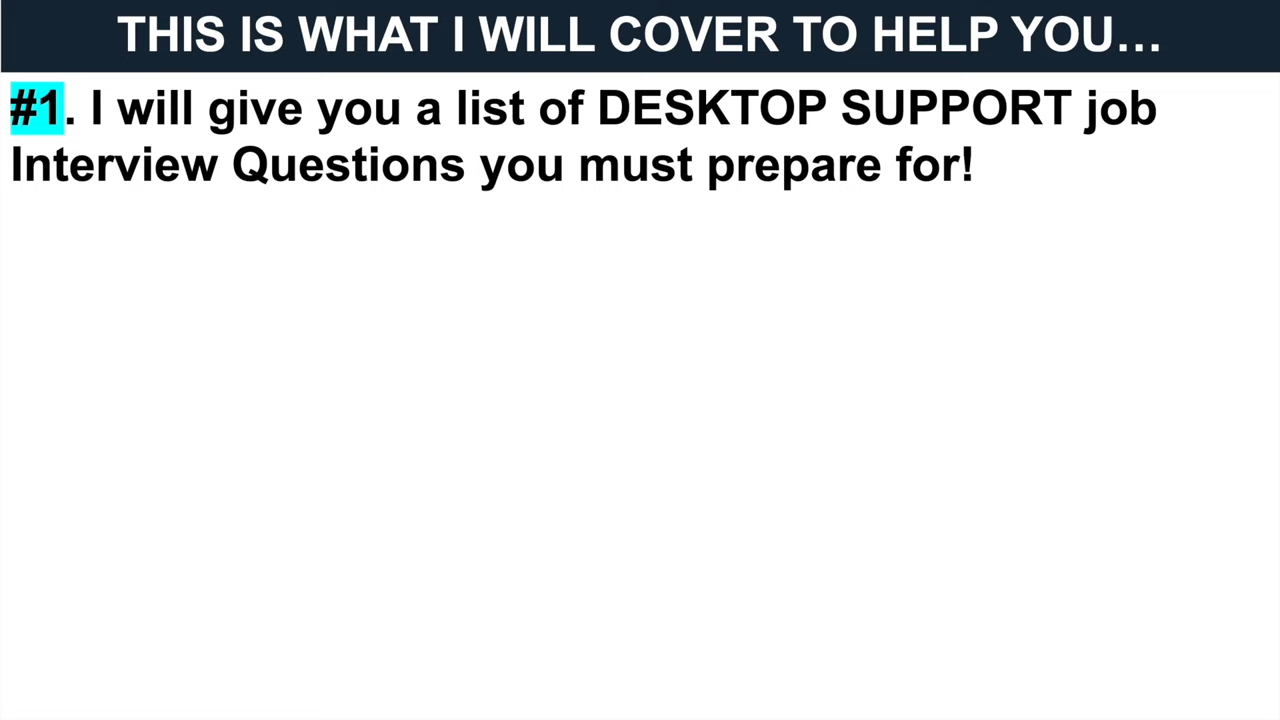 THIS IS WHAT I WILL COVER TO HELP YOU…
#1. I will give you a list of DESKTOP SUPPORT job
Interview Questions you must prepare for!